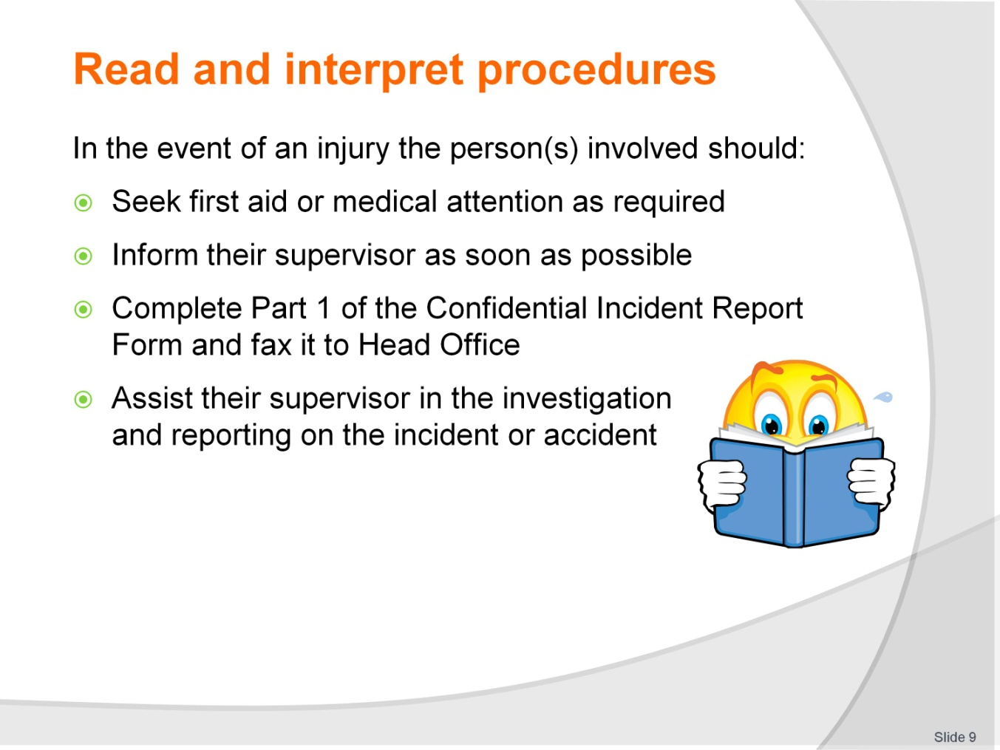 Read and interpret procedures
In the event of an injury the person(s) involved should:
Seek first aid or medical attention as required
Inform their supervisor as soon as possible
Complete Part 1 of the Confidential Incident Report
Form and fax it to Head Office
Assist their supervisor in the investigation
and reporting on the incident or accident
Slide 9